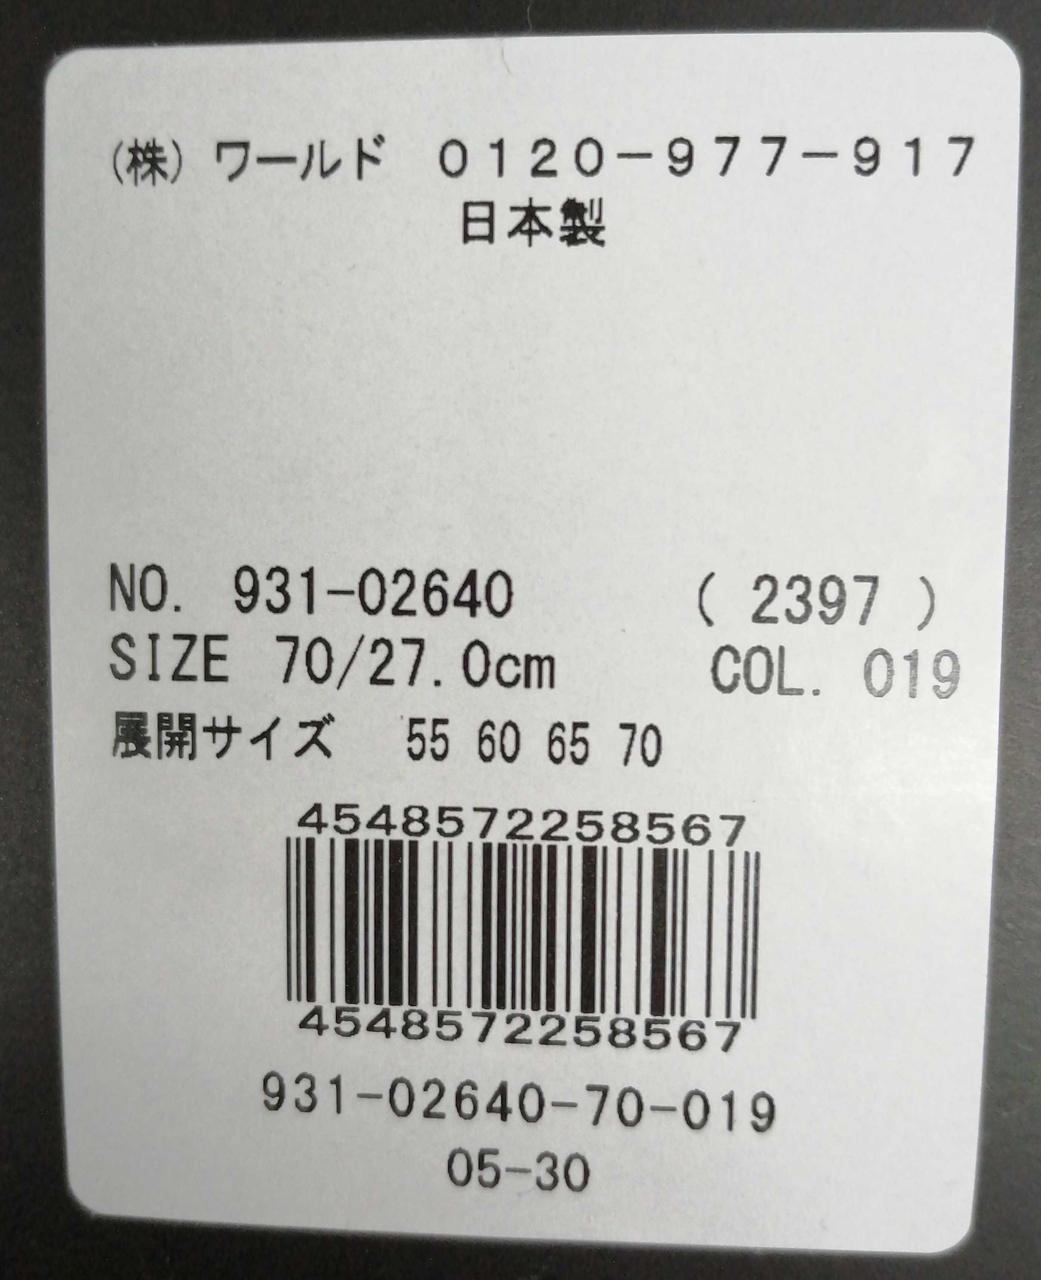 (株) ワールド 0120-977-917
日本製
NO. 931-02640 ( 2397 )
SIZE 70/27.0cm COL. 019
展開サイズ 55 60 65 70
4548572258567
4548572258567
931-02640-70-019
05-30